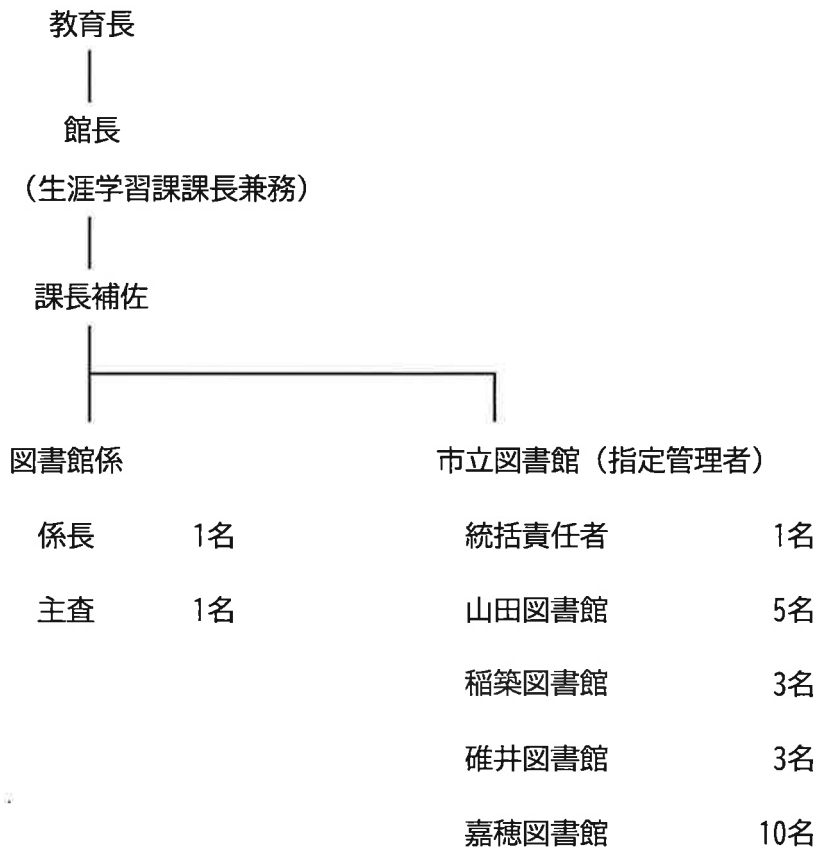 教育長
館長
（生涯学習課課長兼務）
課長補佐
図書館係
係長 1名
主査 1名
市立図書館（指定管理者）
統括責任者 1名
山田図書館 5名
稲築図書館 3名
碓井図書館 3名
嘉穂図書館 10名